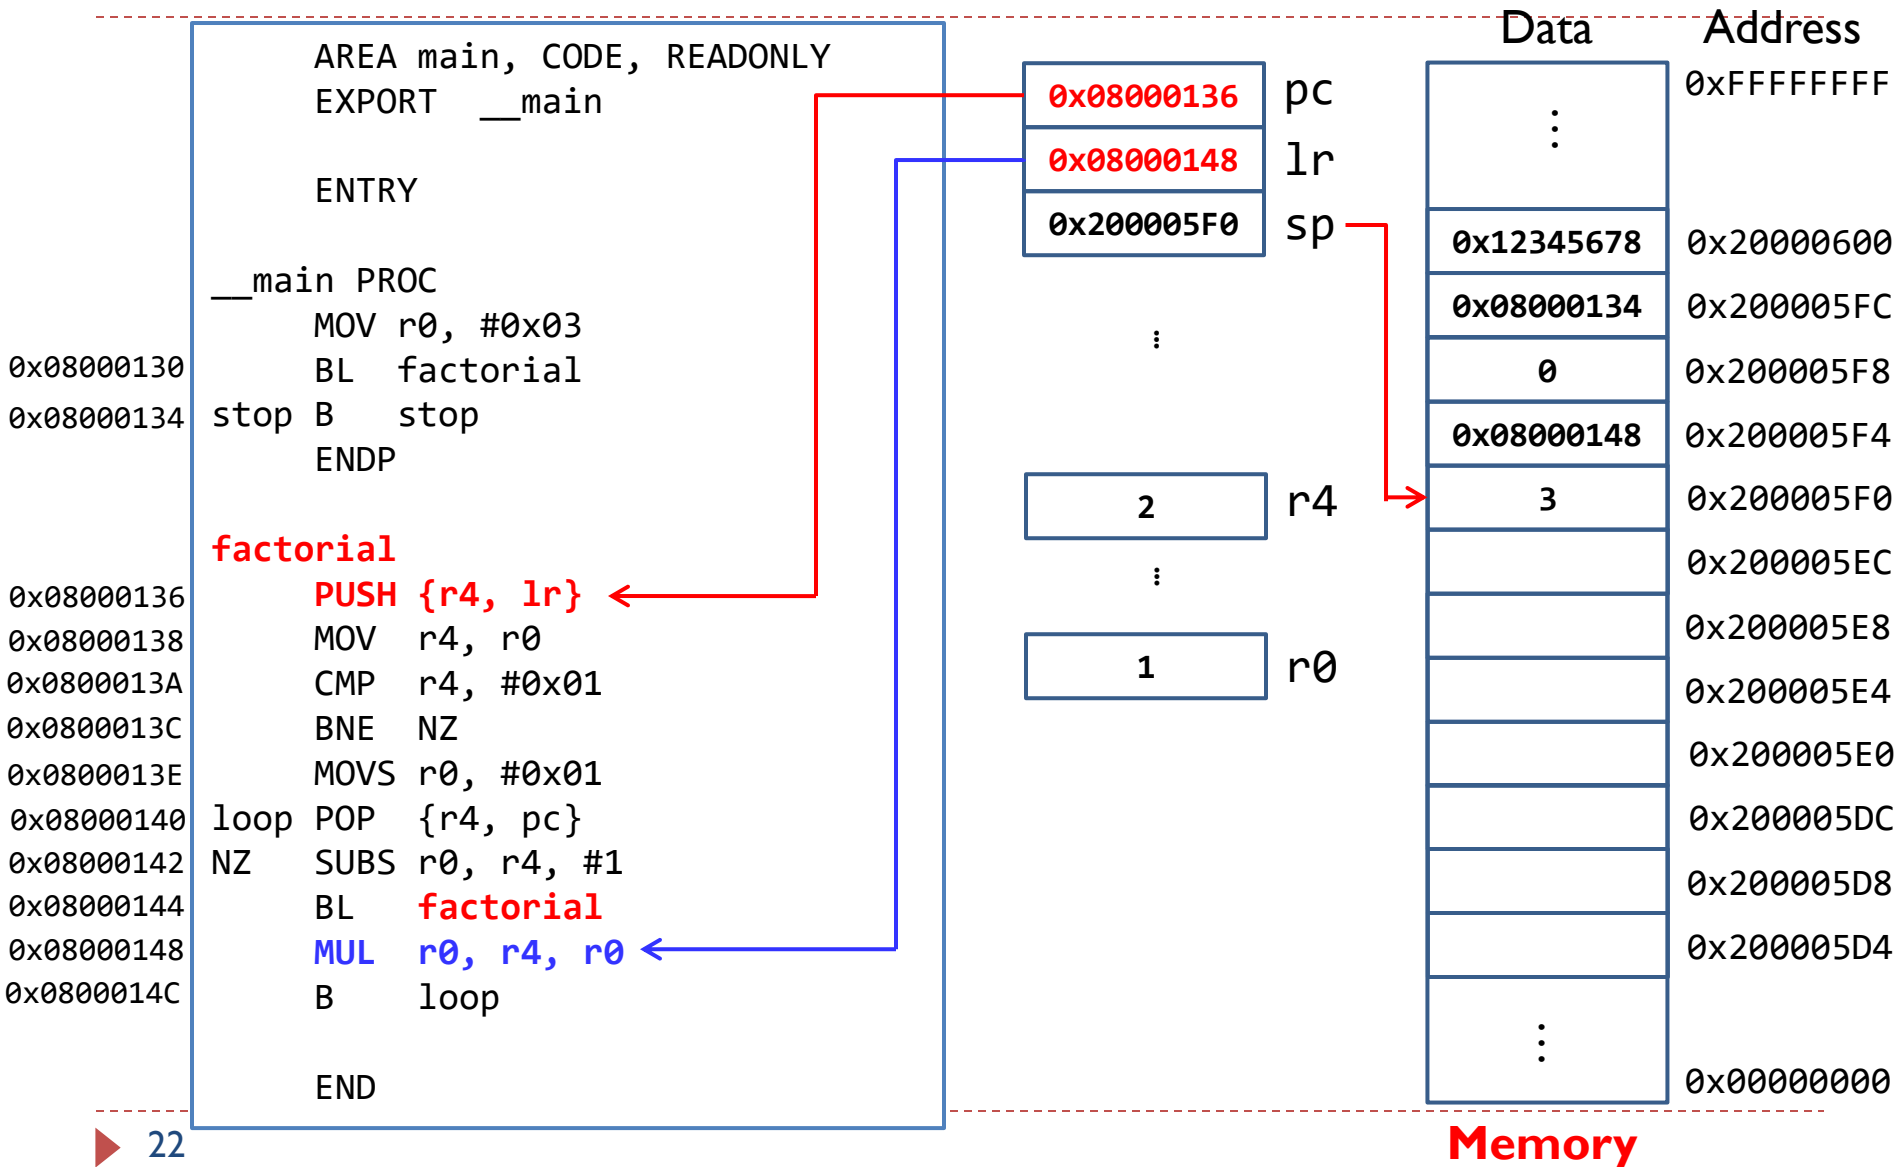 Data Address
AREA main, CODE, READONLY
EXPORT __main
ENTRY
__main PROC
MOV r0, #0x03
0x08000130 BL factorial
0x08000134 stop B stop
ENDP
factorial
0x08000136 PUSH {r4, lr}
0x08000138 MOV r4, r0
0x0800013A CMP r4, #0x01
0x0800013C BNE NZ
0x0800013E MOVS r0, #0x01
0x08000140 loop POP {r4, pc}
0x08000142 NZ SUBS r0, r4, #1
0x08000144 BL factorial
0x08000148 MUL r0, r4, r0
0x0800014C B loop
END
0x08000136 pc
0x08000148 lr
0x200005F0 sp
⋮
2 r4
⋮
1 r0
0xFFFFFFFF
⋮
0x12345678 0x20000600
0x08000134 0x200005FC
0 0x200005F8
0x08000148 0x200005F4
3 0x200005F0
0x200005EC
0x200005E8
0x200005E4
0x200005E0
0x200005DC
0x200005D8
0x200005D4
⋮
0x00000000
Memory
22